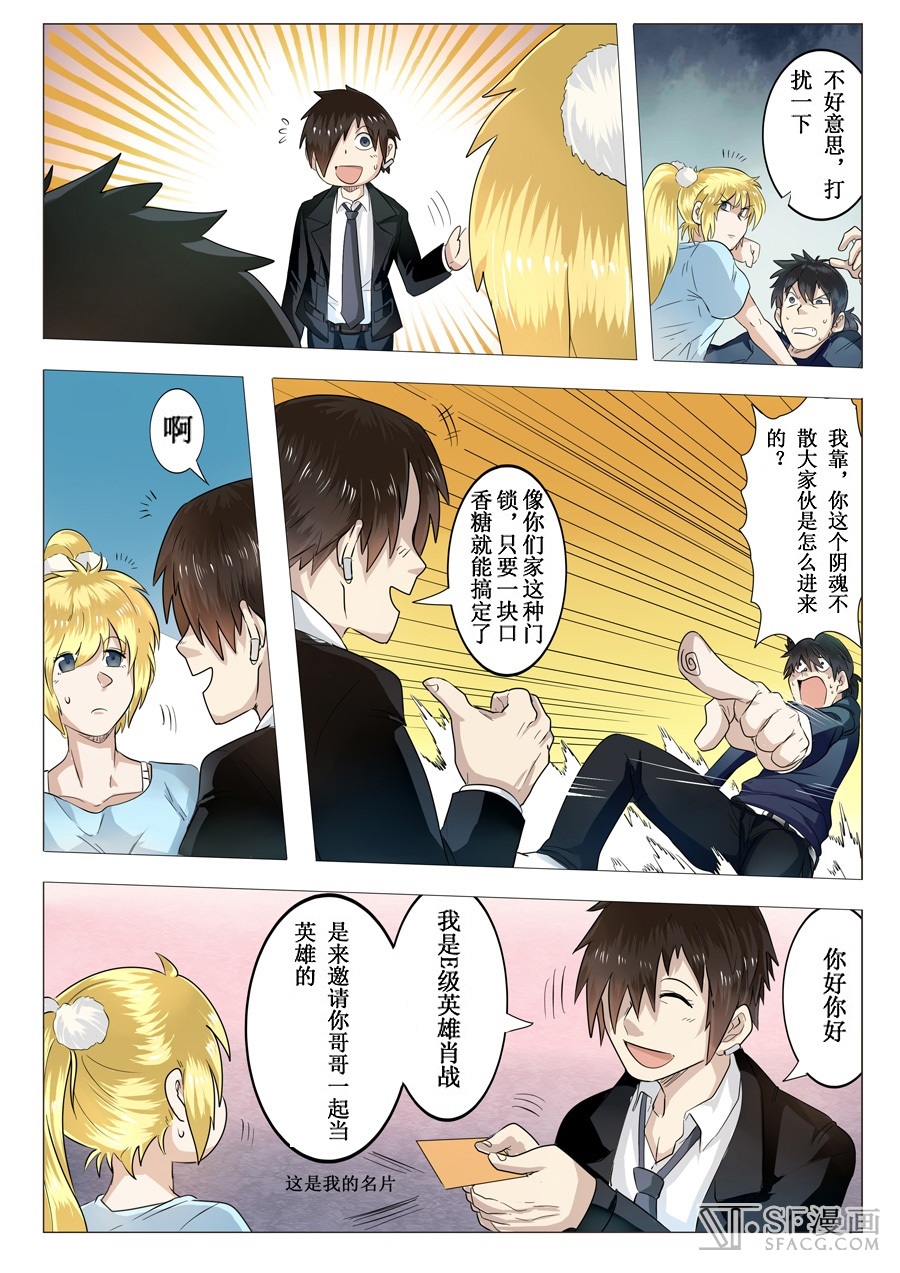 不好意思，打
扰一下
我靠，你这个阴魂不
散大家伙是怎么进来
的？
像你们家这种门
锁，只要一块口
香糖就能搞定了
啊
你好你好
我是E级英雄肖战
是来邀请你哥哥一起当
英雄的
这是我的名片
SF漫画
SFACG.COM